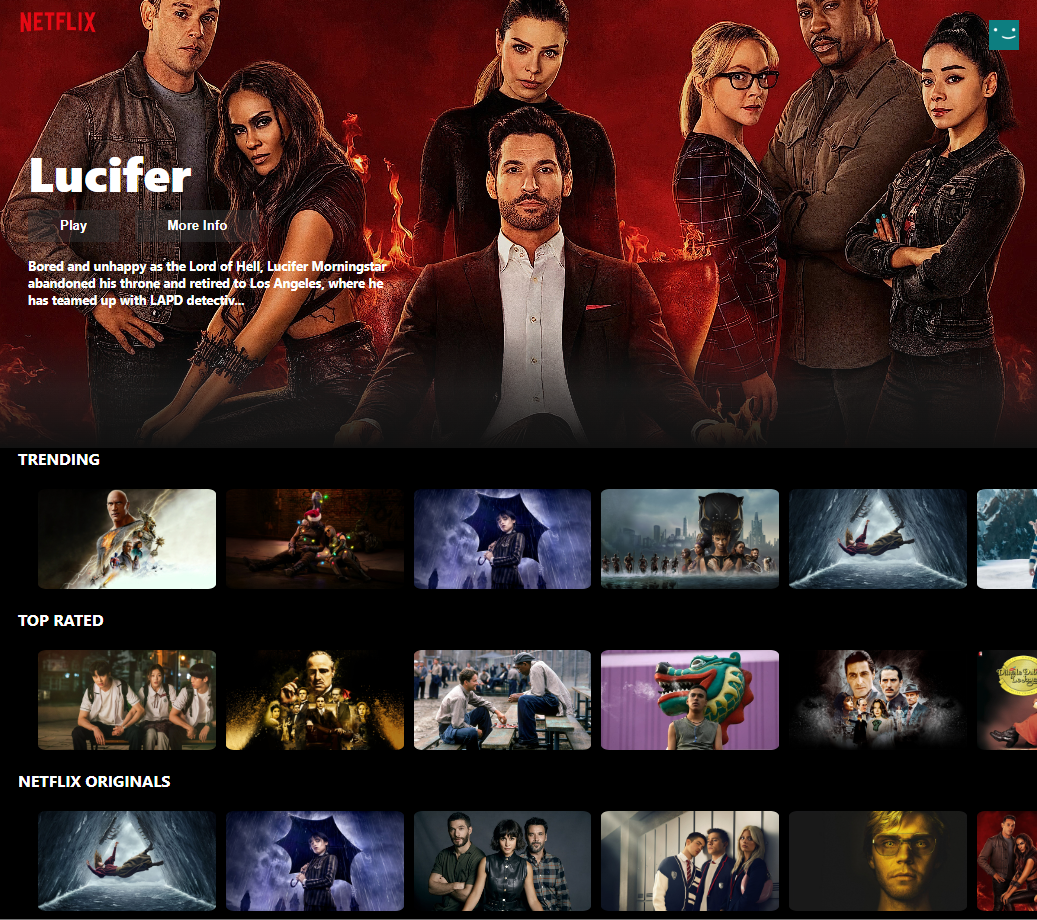 NETFLIX
Lucifer
Play
More Info
Bored and unhappy as the Lord of Hell, Lucifer Morningstar
abandoned his throne and retired to Los Angeles, where he
has teamed up with LAPD detectiv...
TRENDING
TOP RATED
NETFLIX ORIGINALS